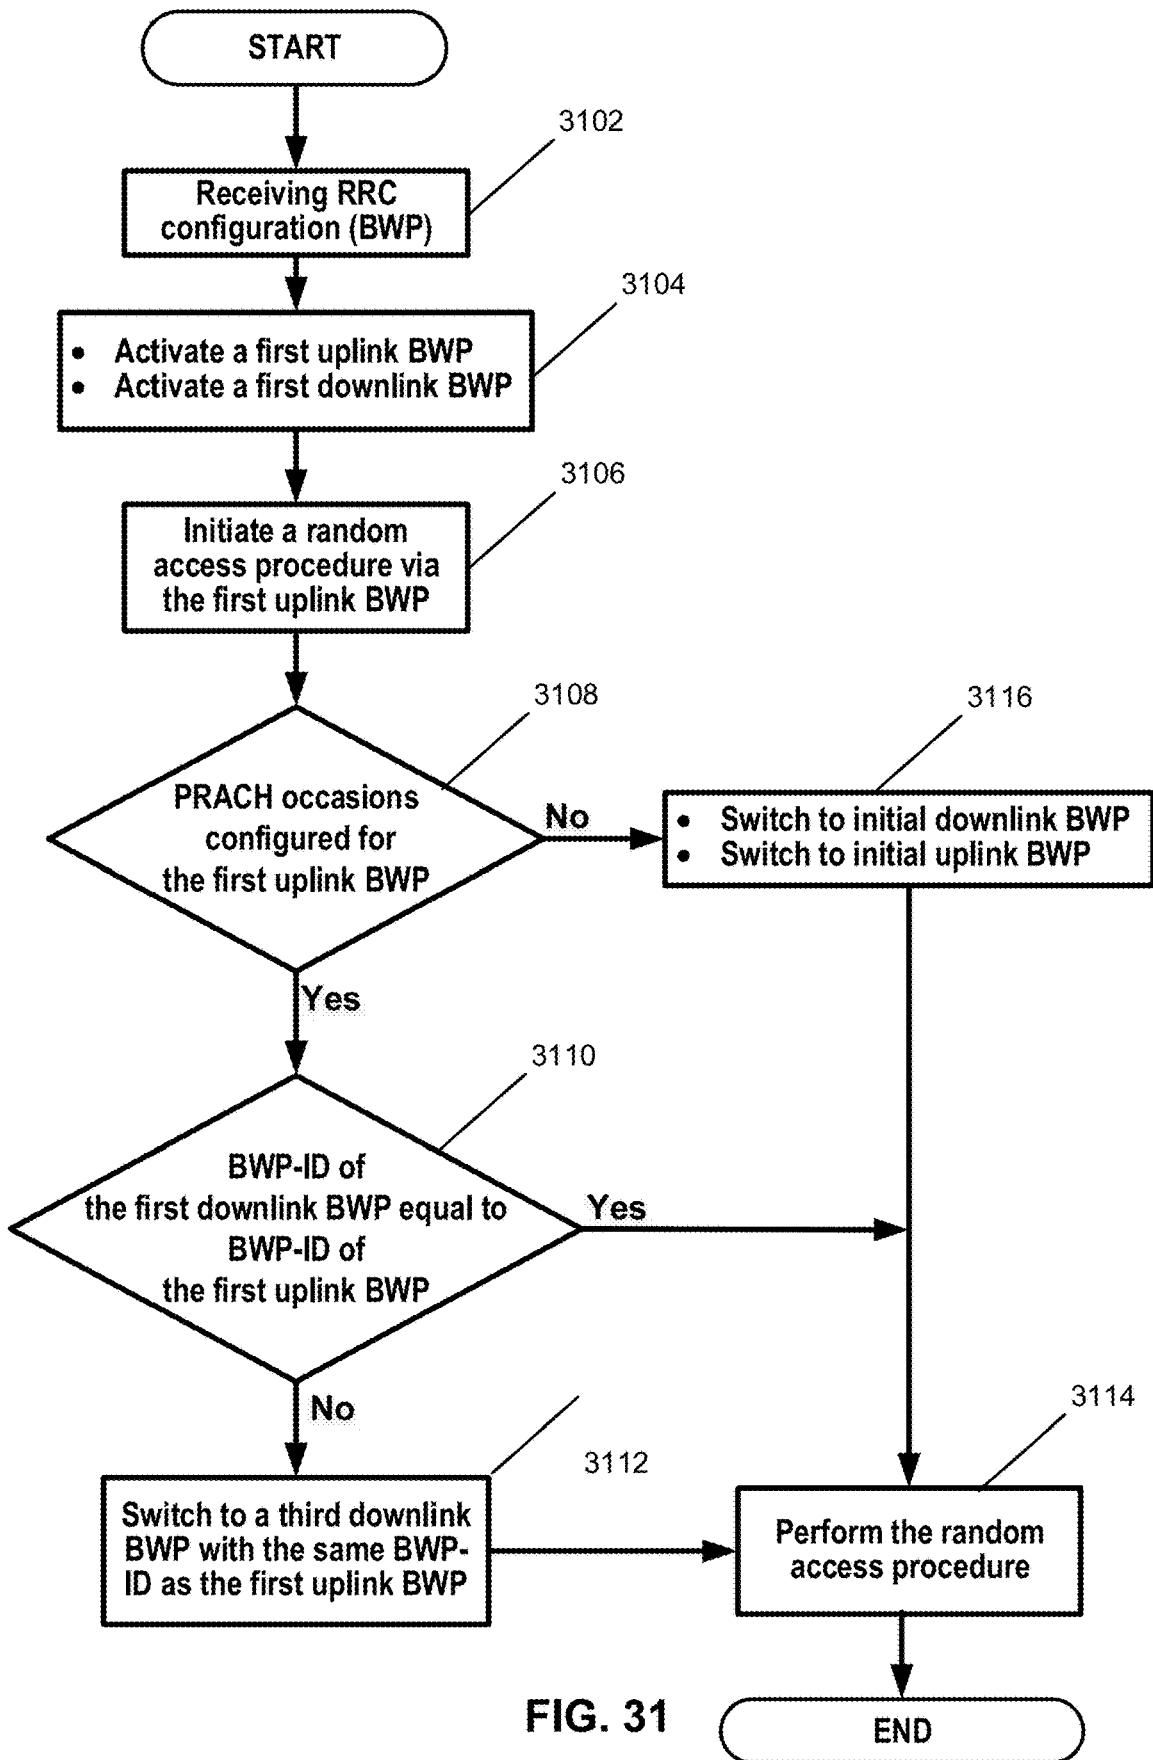 START
3102
Receiving RRC
configuration (BWP)
3104
• Activate a first uplink BWP
• Activate a first downlink BWP
3106
Initiate a random
access procedure via
the first uplink BWP
3108
PRACH occasions
configured for
the first uplink BWP
No
3116
• Switch to initial downlink BWP
• Switch to initial uplink BWP
Yes
3110
BWP-ID of
the first downlink BWP equal to
BWP-ID of
the first uplink BWP
Yes
No
3112
Switch to a third downlink
BWP with the same BWP-
ID as the first uplink BWP
3114
Perform the random
access procedure
FIG. 31
END